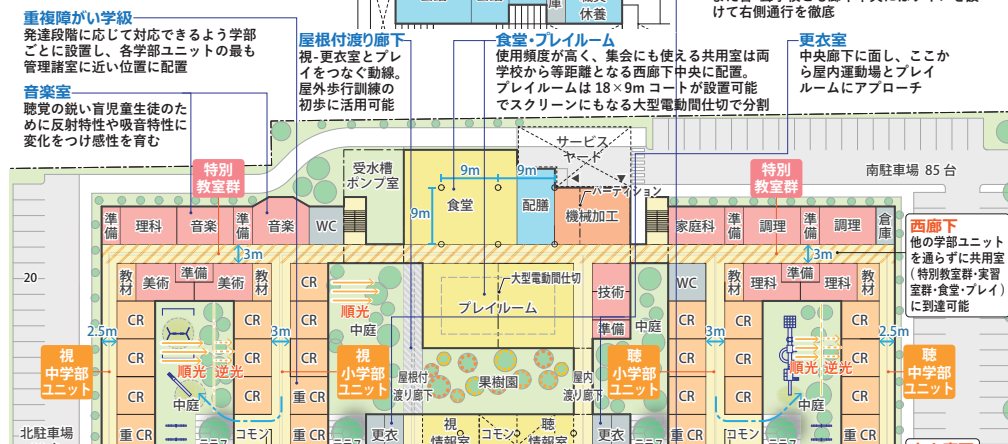 重複障がい学級
発達段階に応じて対応できるよう学部
ごとに設置し、各学部ユニットの最も
管理諸室に近い位置に配置
音楽室
聴覚の鋭い盲児童生徒のた
めに反射特性や吸音特性に
変化をつけ感性を育む
屋根付渡り廊下
視-更衣室とプレ
イをつなぐ動線。
屋外歩行訓練の
初歩に活用可能
庫
休養
食堂・プレイルーム
使用頻度が高く、集会にも使える共用室は両
学校から等距離となる西廊下中央に配置。
プレイルームは 18×9m コートが設置可能
でスクリーンにもなる大型電動間仕切で分割
けて右側通行を徹底
更衣室
中央廊下に面し、ここか
ら屋内運動場とプレイ
ルームにアプローチ
サービス
ヤード
南駐車場 85 台
特別
教室群
受水槽
ポンプ室
9m
9m
9m
食堂
配膳
パーティション
機械加工
特別
教室群
準備
理科
音楽
準備
音楽
WC
家庭科
準備
調理
準備
調理
倉庫
3m
3m
西廊下
他の学部ユニット
を通らずに共用室
(特別教室群・実習
室群・食堂・プレイ)
に到達可能
20
教材
美術
準備
美術
教材
CR
順光
中庭
大型電動間仕切
プレイルーム
技術
準備
中庭
WC
教材
理科
準備
理科
教材
CR
CR
CR
CR
CR
CR
CR
2.5m
3m
3m
2.5m
CR
CR
CR
CR
CR
CR
視
中学部
ユニット
順光
逆光
中庭
視
小学部
ユニット
屋根付
渡り廊下
果樹園
屋内
渡り廊下
聴
小学部
ユニット
順光
逆光
中庭
聴
中学部
ユニット
CR
CR
重 CR
CR
CR
CR
北駐車場
重 CR
コモン
CR
更衣
視
情報室
コモン
聴
情報室
更衣
CR
コモン
重 CR